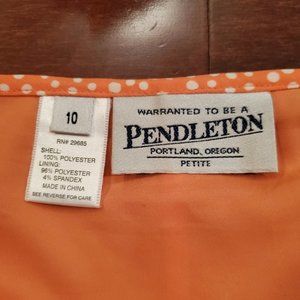 10
RN# 29685
SHELL:
100% POLYESTER
LINING:
96% POLYESTER
4% SPANDEX
MADE IN CHINA
SEE REVERSE FOR CARE
WARRANTED TO BE A
PENDLETON
PORTLAND, OREGON
PETITE